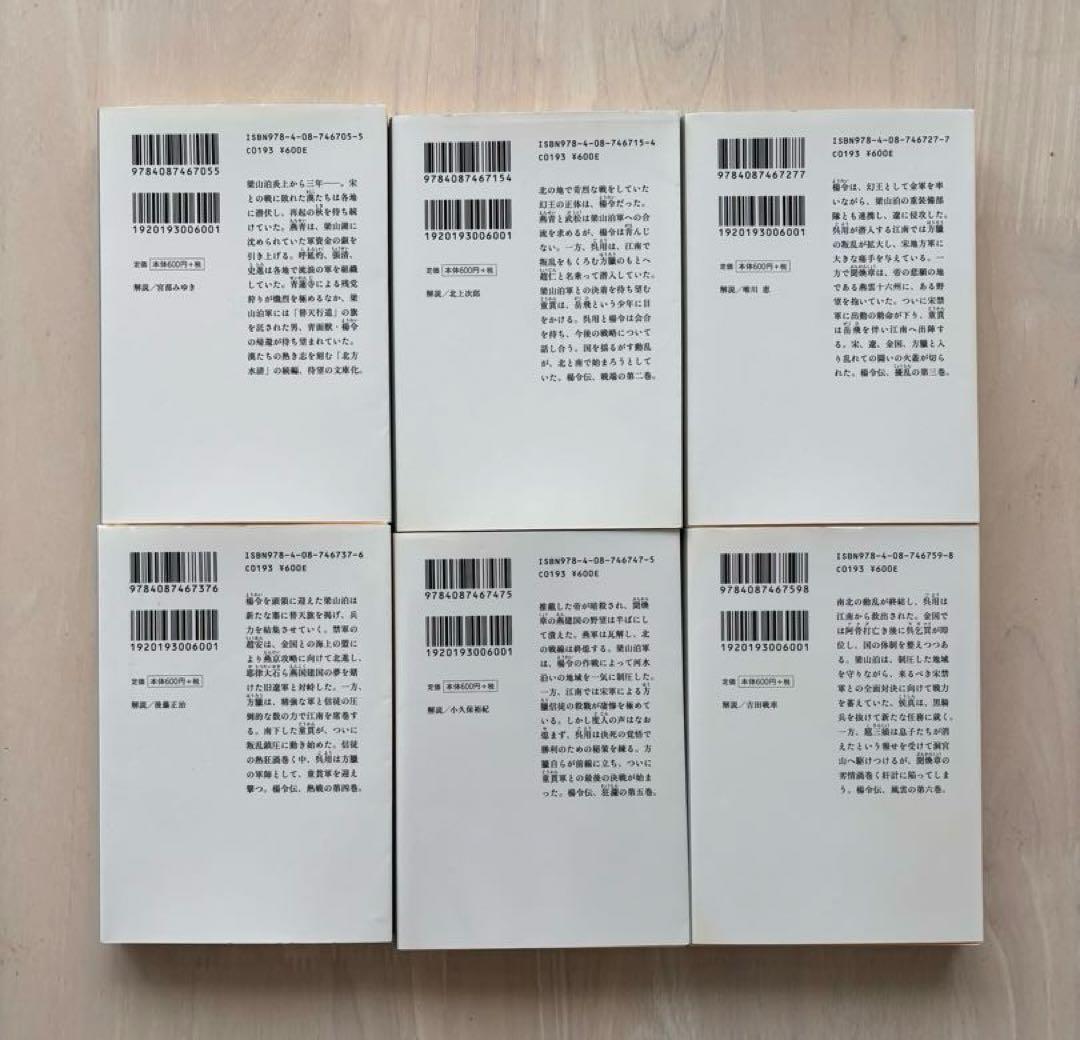 ISBN978-4-08-746705-5
C0193 ¥600E
9784087467055
1920193006001
定価 本体600円+税
解説/宮部みゆき
梁山泊炎上から三年――。宋
との戦に敗れた漢たちは各地
に潜伏し、再起の秋を待ち続
けていた。燕青は、梁山湖に
沈められていた軍資金の銀を
引き上げる。呼延灼、張清、
史進は各地で流浪の軍を組織
していた。青蓮寺による残党
狩りが熾烈を極めるなか、梁
山泊軍には「替天行道」の旗
を託された男、青面獣・楊令
の帰還が待ち望まれていた。
漢たちの熱き志を刻む「北方
水滸」の続編、待望の文庫化。
ISBN978-4-08-746715-4
C0193 ¥600E
9784087467154
1920193006001
定価 本体600円+税
解説/北上次郎
北の地で苛烈な戦をしていた
幻王の正体は、楊令だった。
燕青と武松は梁山泊軍への合
流を求めるが、楊令は肯んじ
ない。一方、呉用は、江南で
叛乱をもくろむ方臘のもとへ
趙仁と名乗って潜入していた。
梁山泊軍との決着を待ち望む
童貫は、岳飛という少年に目
をかける。呉用と楊令は会合
を持ち、今後の戦略について
話し合う。国を揺るがす動乱
が、北と南で始まろうとして
いた。楊令伝、戦端の第二巻。
ISBN978-4-08-746727-7
C0193 ¥600E
9784087467277
1920193006001
定価 本体600円+税
解説/唯川 恵
楊令は、幻王として金軍を率
いながら、梁山泊の重装備部
隊とも連携し、遼に侵攻した。
呉用が潜入する江南では方臘
の叛乱が拡大し、宋地方軍に
大きな痛手を与えている。一
方で聞煥章は、帝の悲願の地
である燕雲十六州に、ある野
望を抱いていた。ついに宋禁
軍に出動の勅命が下り、童貫
は岳飛を伴い江南へ出陣す
る。宋、遼、金国、方臘と入
り乱れての闘いの火蓋が切ら
れた。楊令伝、擾乱の第三巻。
ISBN978-4-08-746737-6
C0193 ¥600E
9784087467376
1920193006001
定価 本体600円+税
解説/後藤正治
楊令を頭領に迎えた梁山泊は
新たな寨に替天旗を掲げ、兵
力を結集させていく。禁軍の
趙安は、金国との海上の盟に
より燕京攻略に向けて北進し、
耶律大石ら燕国建国の夢を賭
けた旧遼軍と対峙した。一方、
方臘は、精強な軍と信徒の圧
倒的な数の力で江南を席巻す
る。南下した童貫が、ついに
叛乱鎮圧に動き始めた。信徒
の熱狂渦巻く中、呉用は方臘
の軍師として、童貫軍を迎え
撃つ。楊令伝、熱戦の第四巻。
ISBN978-4-08-746747-5
C0193 ¥600E
9784087467475
1920193006001
定価 本体600円+税
解説/小久保裕紀
推戴した帝が暗殺され、聞煥
章の燕建国の野望は半ばにし
て潰えた。燕軍は瓦解し、北
の戦線は終熄する。梁山泊軍
は、楊令の作戦によって河水
沿いの地域を一気に制圧した。
一方、江南では宋軍による方
臘信徒の殺戮が凄惨を極めて
いる。しかし度人の声はなお
熄まず、呉用は決死の覚悟で
勝利のための秘策を練る。方
臘自らが前線に立ち、ついに
童貫軍との最後の決戦が始ま
った。楊令伝、狂瀾の第五巻。
ISBN978-4-08-746759-8
C0193 ¥600E
9784087467598
1920193006001
定価 本体600円+税
解説/吉田戦車
南北の動乱が終結し、呉用は
江南から救出された。金国で
は阿骨打亡き後に呉乞買が即
位し、国の体制を整えつつあ
る。梁山泊は、制圧した地域
を守りながら、来るべき宋禁
軍との全面対決に向けて戦力
を蓄えていた。侯真は、黒騎
兵を抜けて新たな任務に就く。
一方、扈三娘は息子たちが消
えたという報せを受けて洞宮
山へ駆けつけるが、聞煥章の
劣情渦巻く奸計に陥ってしま
う。楊令伝、風雲の第六巻。